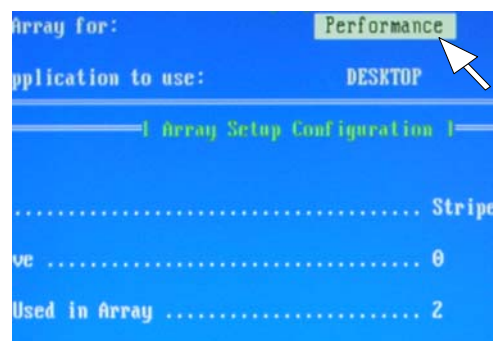 Array for: Performance
pplication to use: DESKTOP
[ Array Setup Configuration ]
........................................ Stripe
ve ..................................... 0
Used in Array .......................... 2